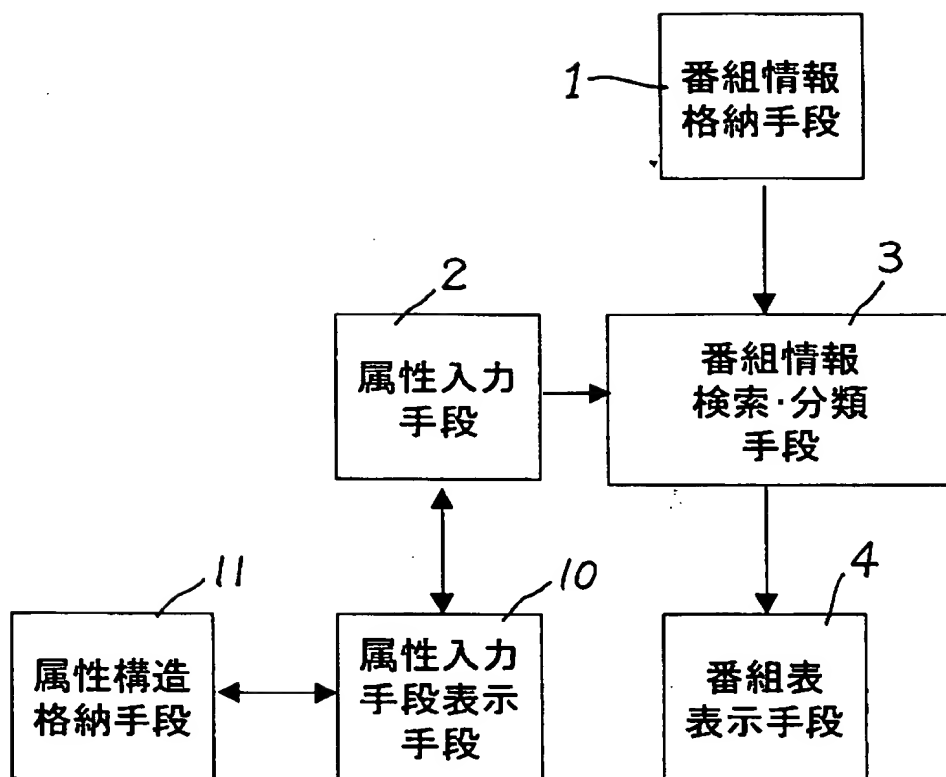 1
番組情報
格納手段
2
属性入力
手段
3
番組情報
検索・分類
手段
11
属性構造
格納手段
10
属性入力
手段表示
手段
4
番組表
表示手段